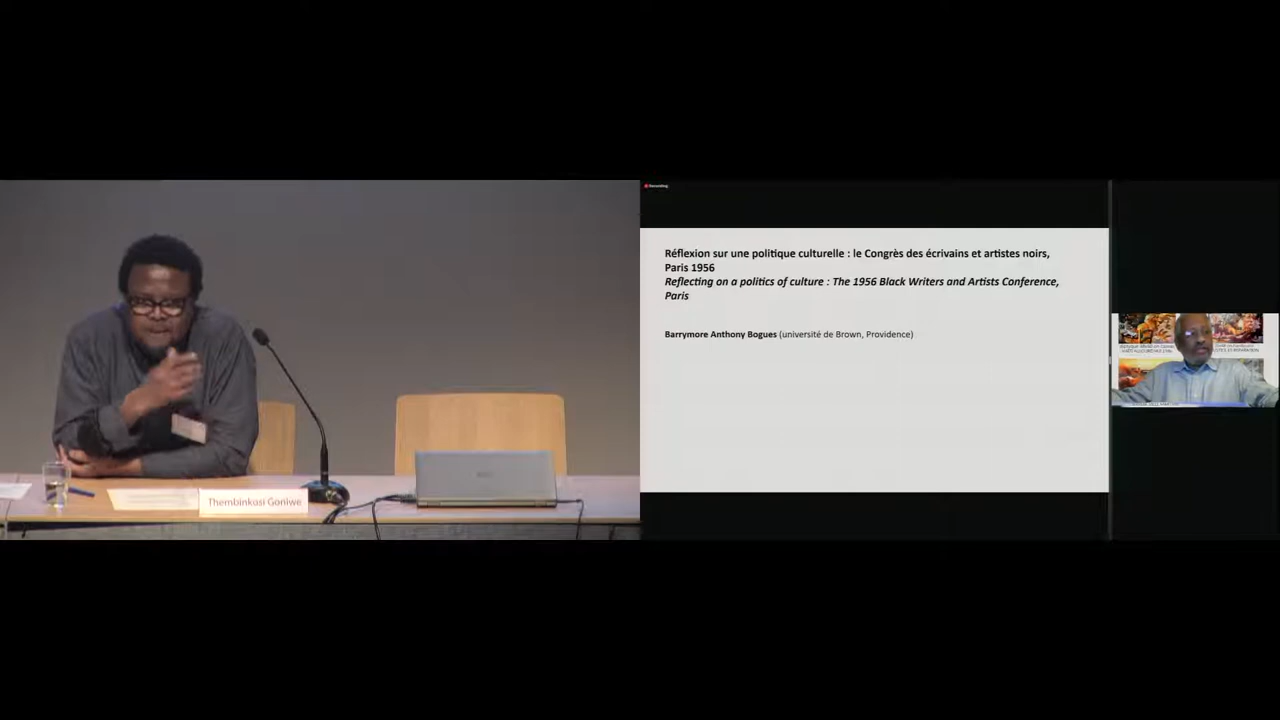 Recording
Réflexion sur une politique culturelle : le Congrès des écrivains et artistes noirs,
Paris 1956
Reflecting on a politics of culture : The 1956 Black Writers and Artists Conference,
Paris
Barrymore Anthony Bogues (université de Brown, Providence)
Thembinkosi Goniwe